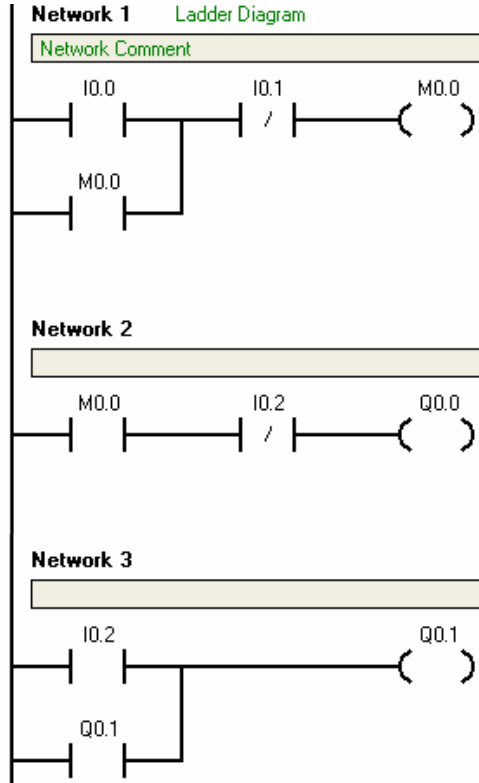 Network 1 Ladder Diagram
Network Comment
I0.0 I0.1 M0.0
/
M0.0
Network 2
M0.0 I0.2 Q0.0
/
Network 3
I0.2 Q0.1
Q0.1